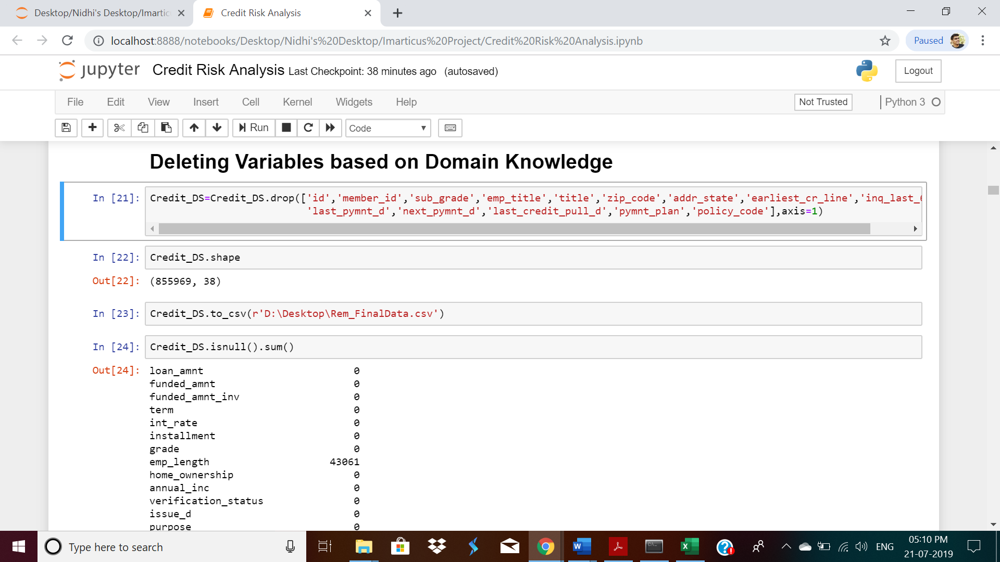 Desktop/Nidhi's Desktop/Imartic
Credit Risk Analysis
localhost:8888/notebooks/Desktop/Nidhi's%20Desktop/Imarticus%20Project/Credit%20Risk%20Analysis.ipynb
Paused
jupyter Credit Risk Analysis Last Checkpoint: 38 minutes ago (autosaved)
Logout
File Edit View Insert Cell Kernel Widgets Help
Not Trusted
Python 3
Run
Code
Deleting Variables based on Domain Knowledge
In [21]: Credit_DS=Credit_DS.drop(['id','member_id','sub_grade','emp_title','title','zip_code','addr_state','earliest_cr_line','inq_last_6
'last_pymnt_d','next_pymnt_d','last_credit_pull_d','pymnt_plan','policy_code'],axis=1)
In [22]: Credit_DS.shape
Out[22]: (855969, 38)
In [23]: Credit_DS.to_csv(r'D:\Desktop\Rem_FinalData.csv')
In [24]: Credit_DS.isnull().sum()
Out[24]: loan_amnt 0
funded_amnt 0
funded_amnt_inv 0
term 0
int_rate 0
installment 0
grade 0
emp_length 43061
home_ownership 0
annual_inc 0
verification_status 0
issue_d 0
purpose 0
Type here to search
ENG
05:10 PM
21-07-2019